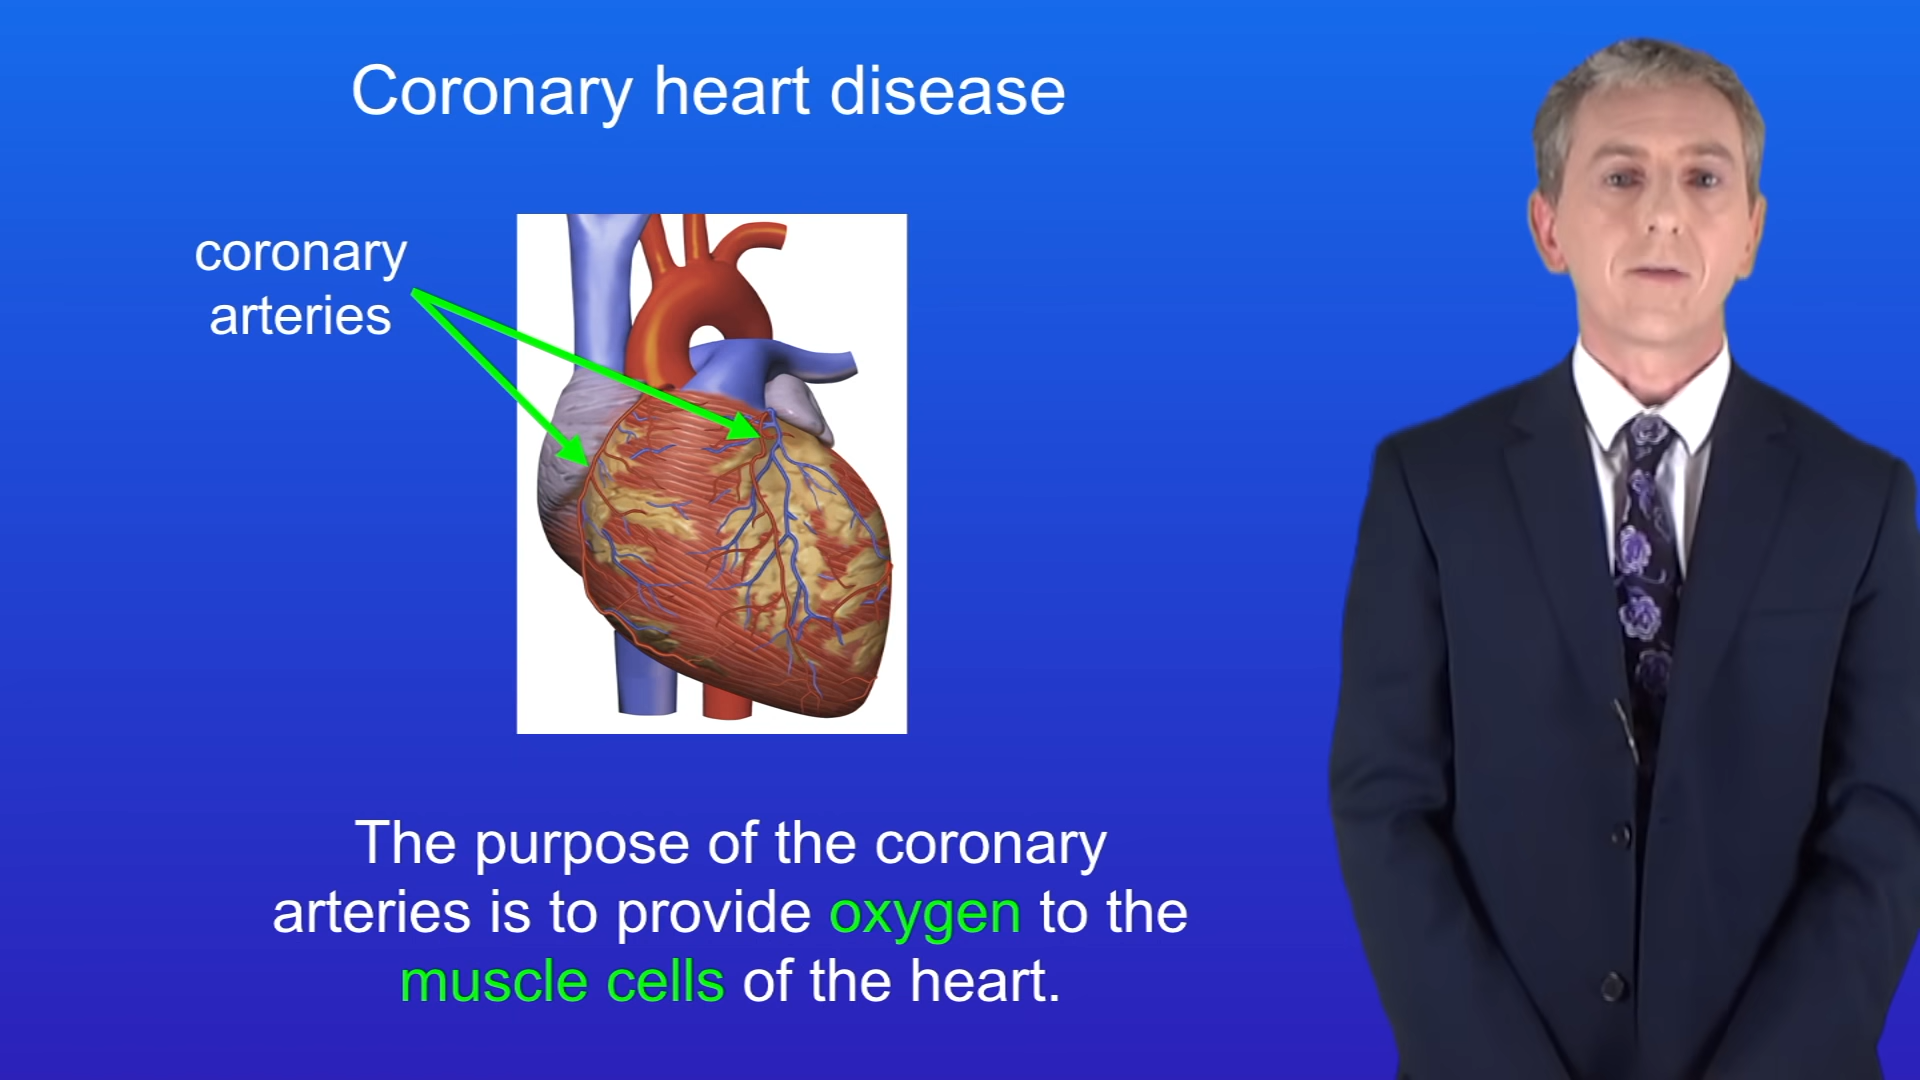 Coronary heart disease
coronary
arteries
The purpose of the coronary
arteries is to provide oxygen to the
muscle cells of the heart.